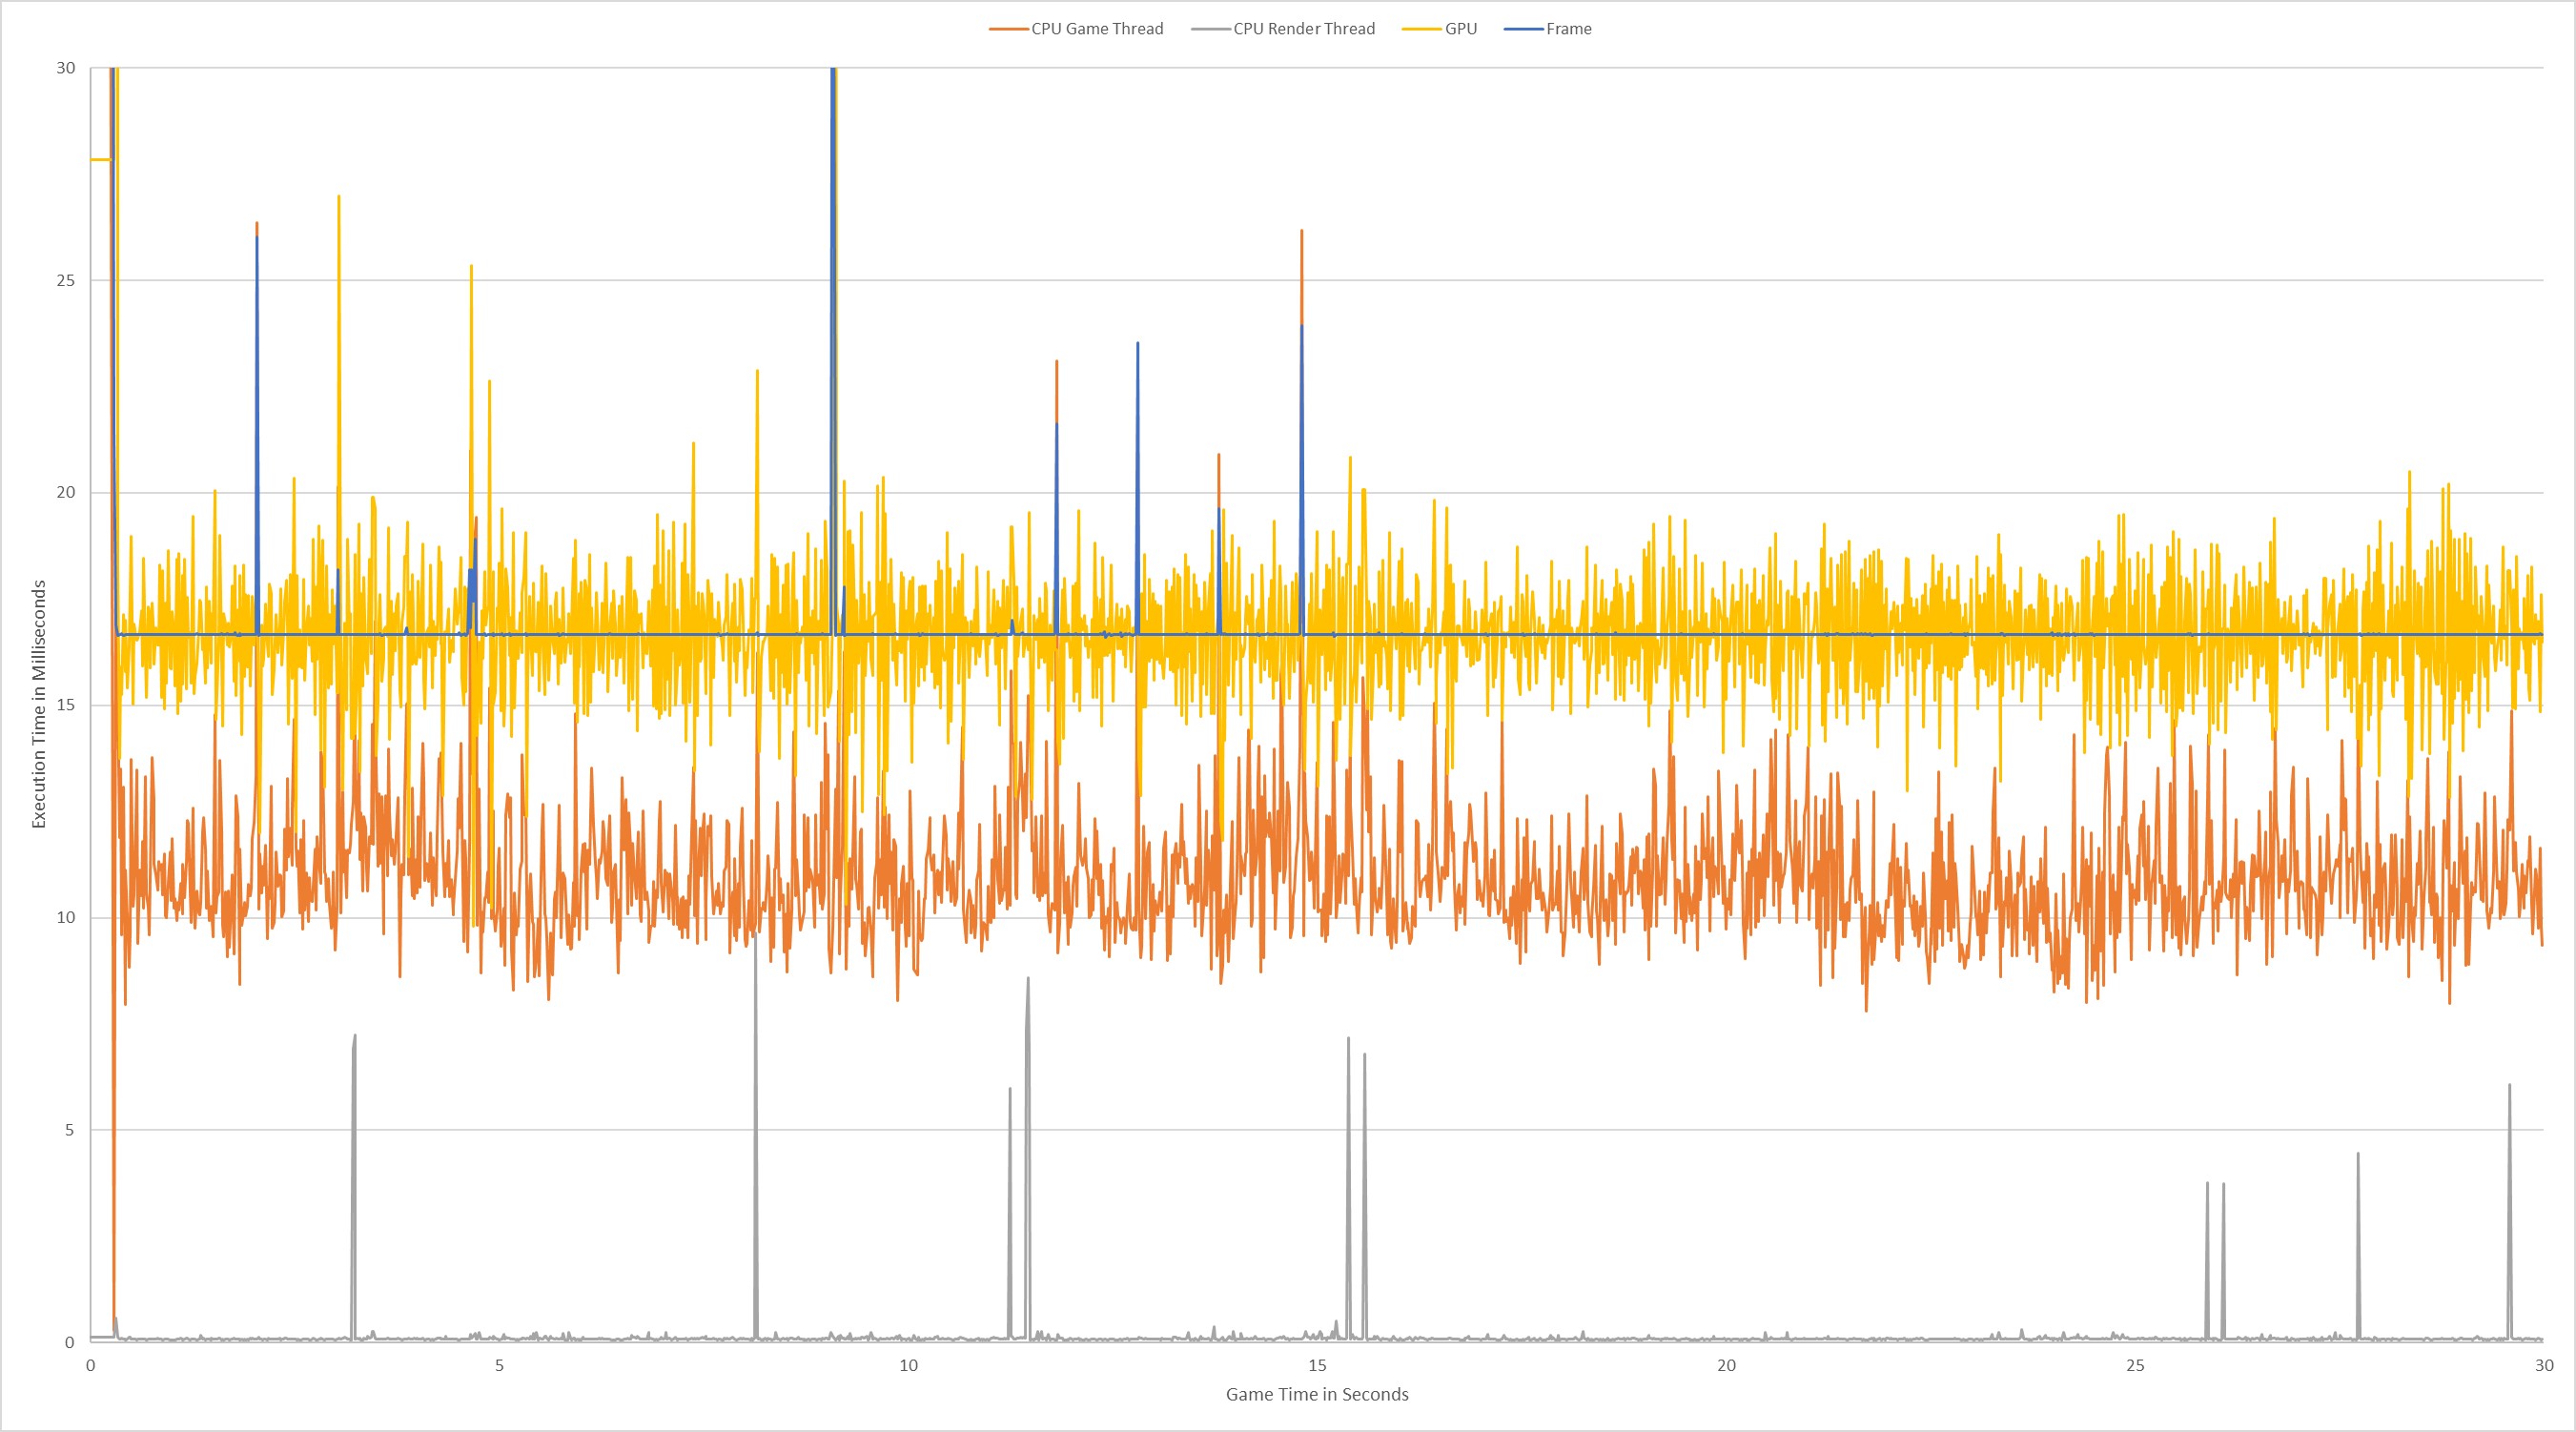 CPU Game Thread CPU Render Thread GPU Frame
30
25
20
15
10
5
0
Execution Time in Milliseconds
0 5 10 15 20 25 30
Game Time in Seconds